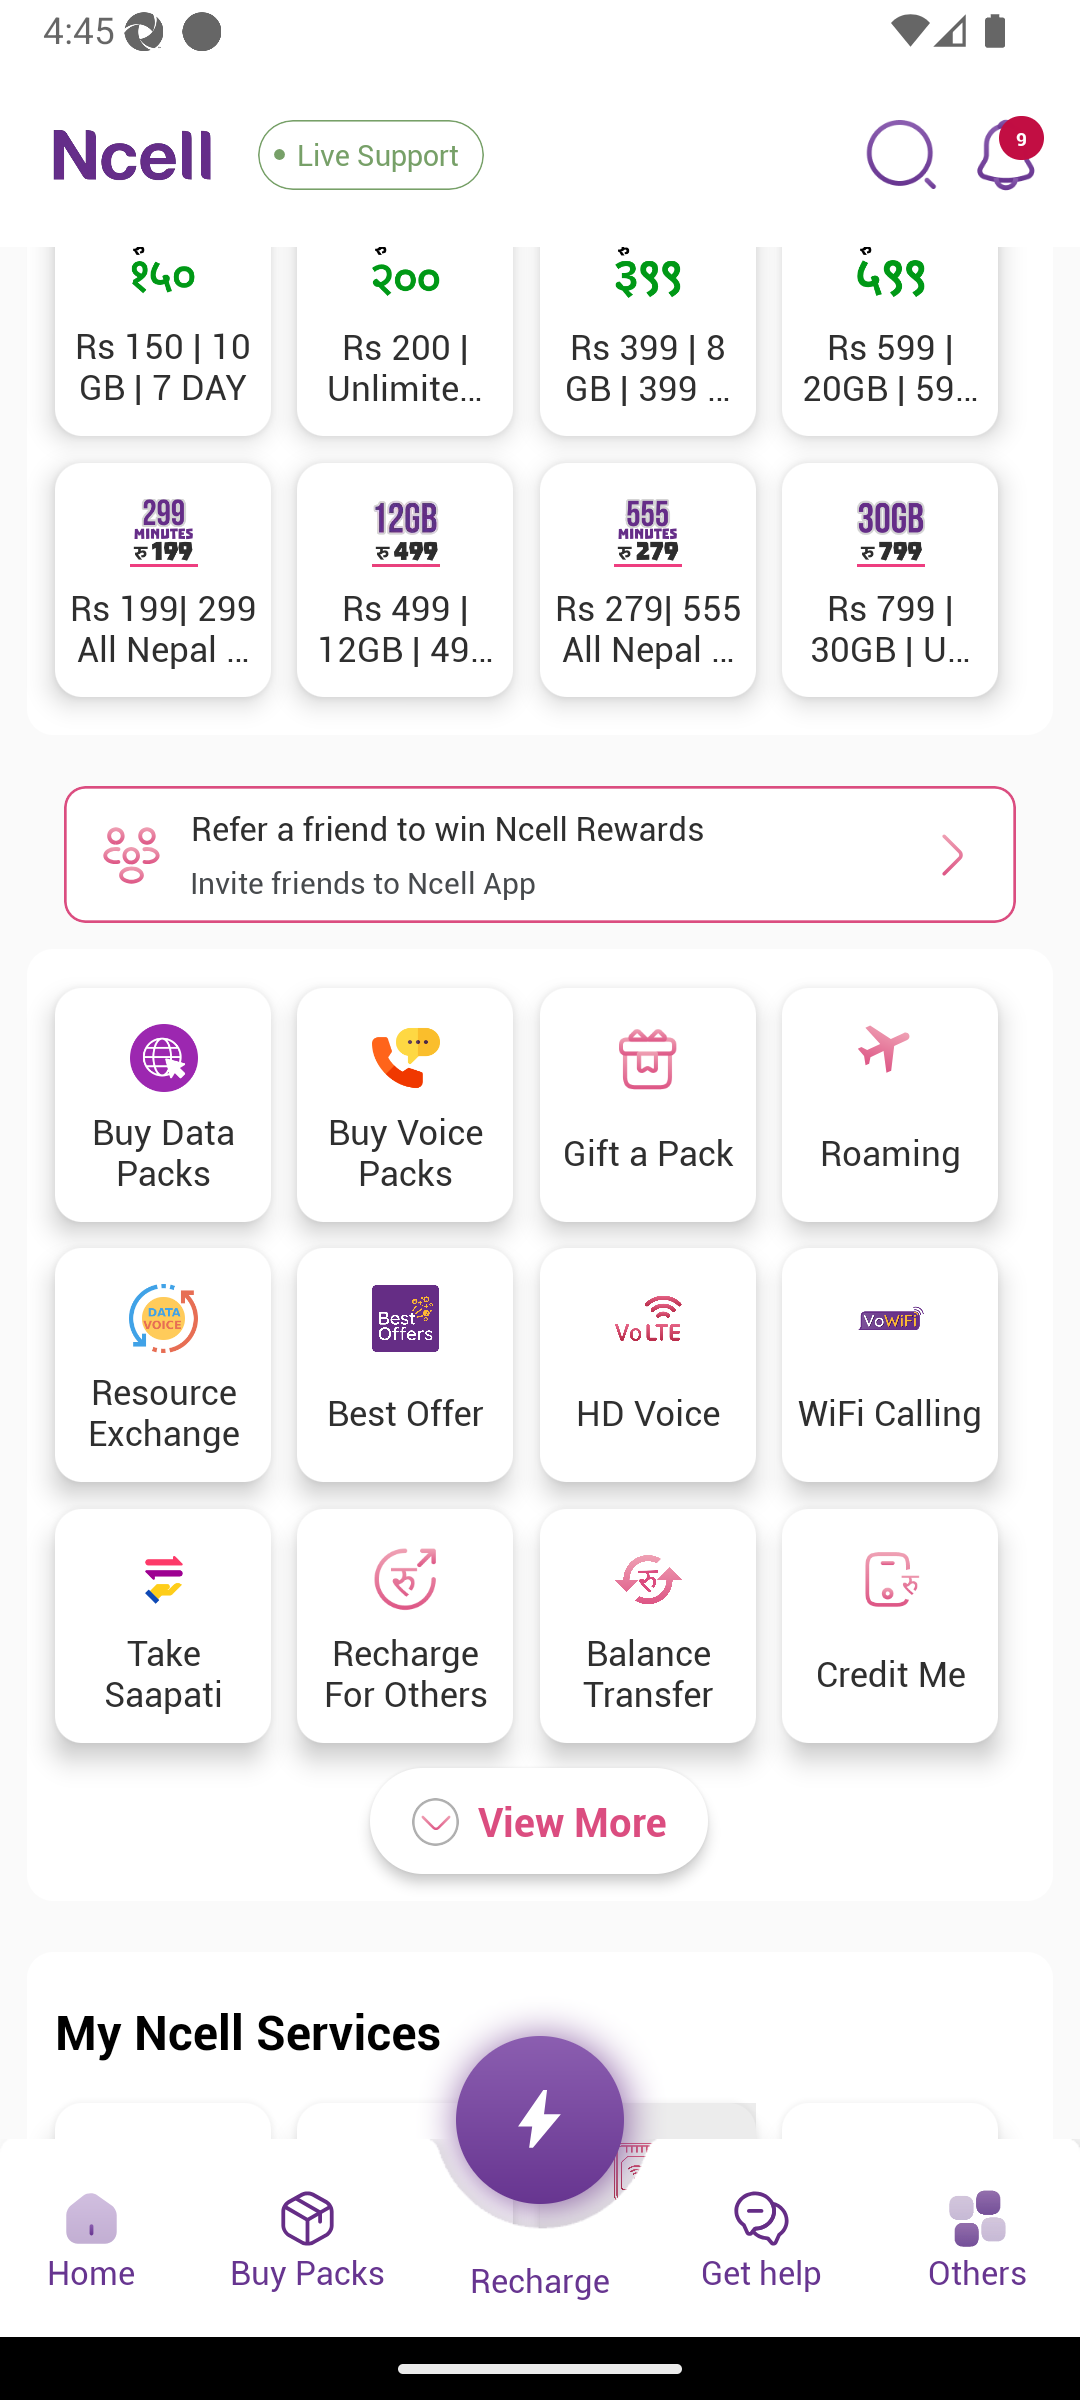 4:45
Ncell
Live Support
9
१५०
२००
३९९
५९९
Rs 150 | 10
GB | 7 DAY
Rs 200 |
Unlimite...
Rs 399 | 8
GB | 399 ...
Rs 599 |
20GB | 59...
299
MINUTES
रु 199
12GB
रु 499
555
MINUTES
रु 279
30GB
रु 799
Rs 199| 299
All Nepal ...
Rs 499 |
12GB | 49...
Rs 279| 555
All Nepal ...
Rs 799 |
30GB | U...
Refer a friend to win Ncell Rewards
Invite friends to Ncell App
Buy Data
Packs
Buy Voice
Packs
Gift a Pack
Roaming
DATA
VOICE
Best
Offers
VoLTE
VoWiFi
Resource
Exchange
Best Offer
HD Voice
WiFi Calling
रु
रु
रु
Take
Saapati
Recharge
For Others
Balance
Transfer
Credit Me
View More
My Ncell Services
Home
Buy Packs
Recharge
Get help
Others